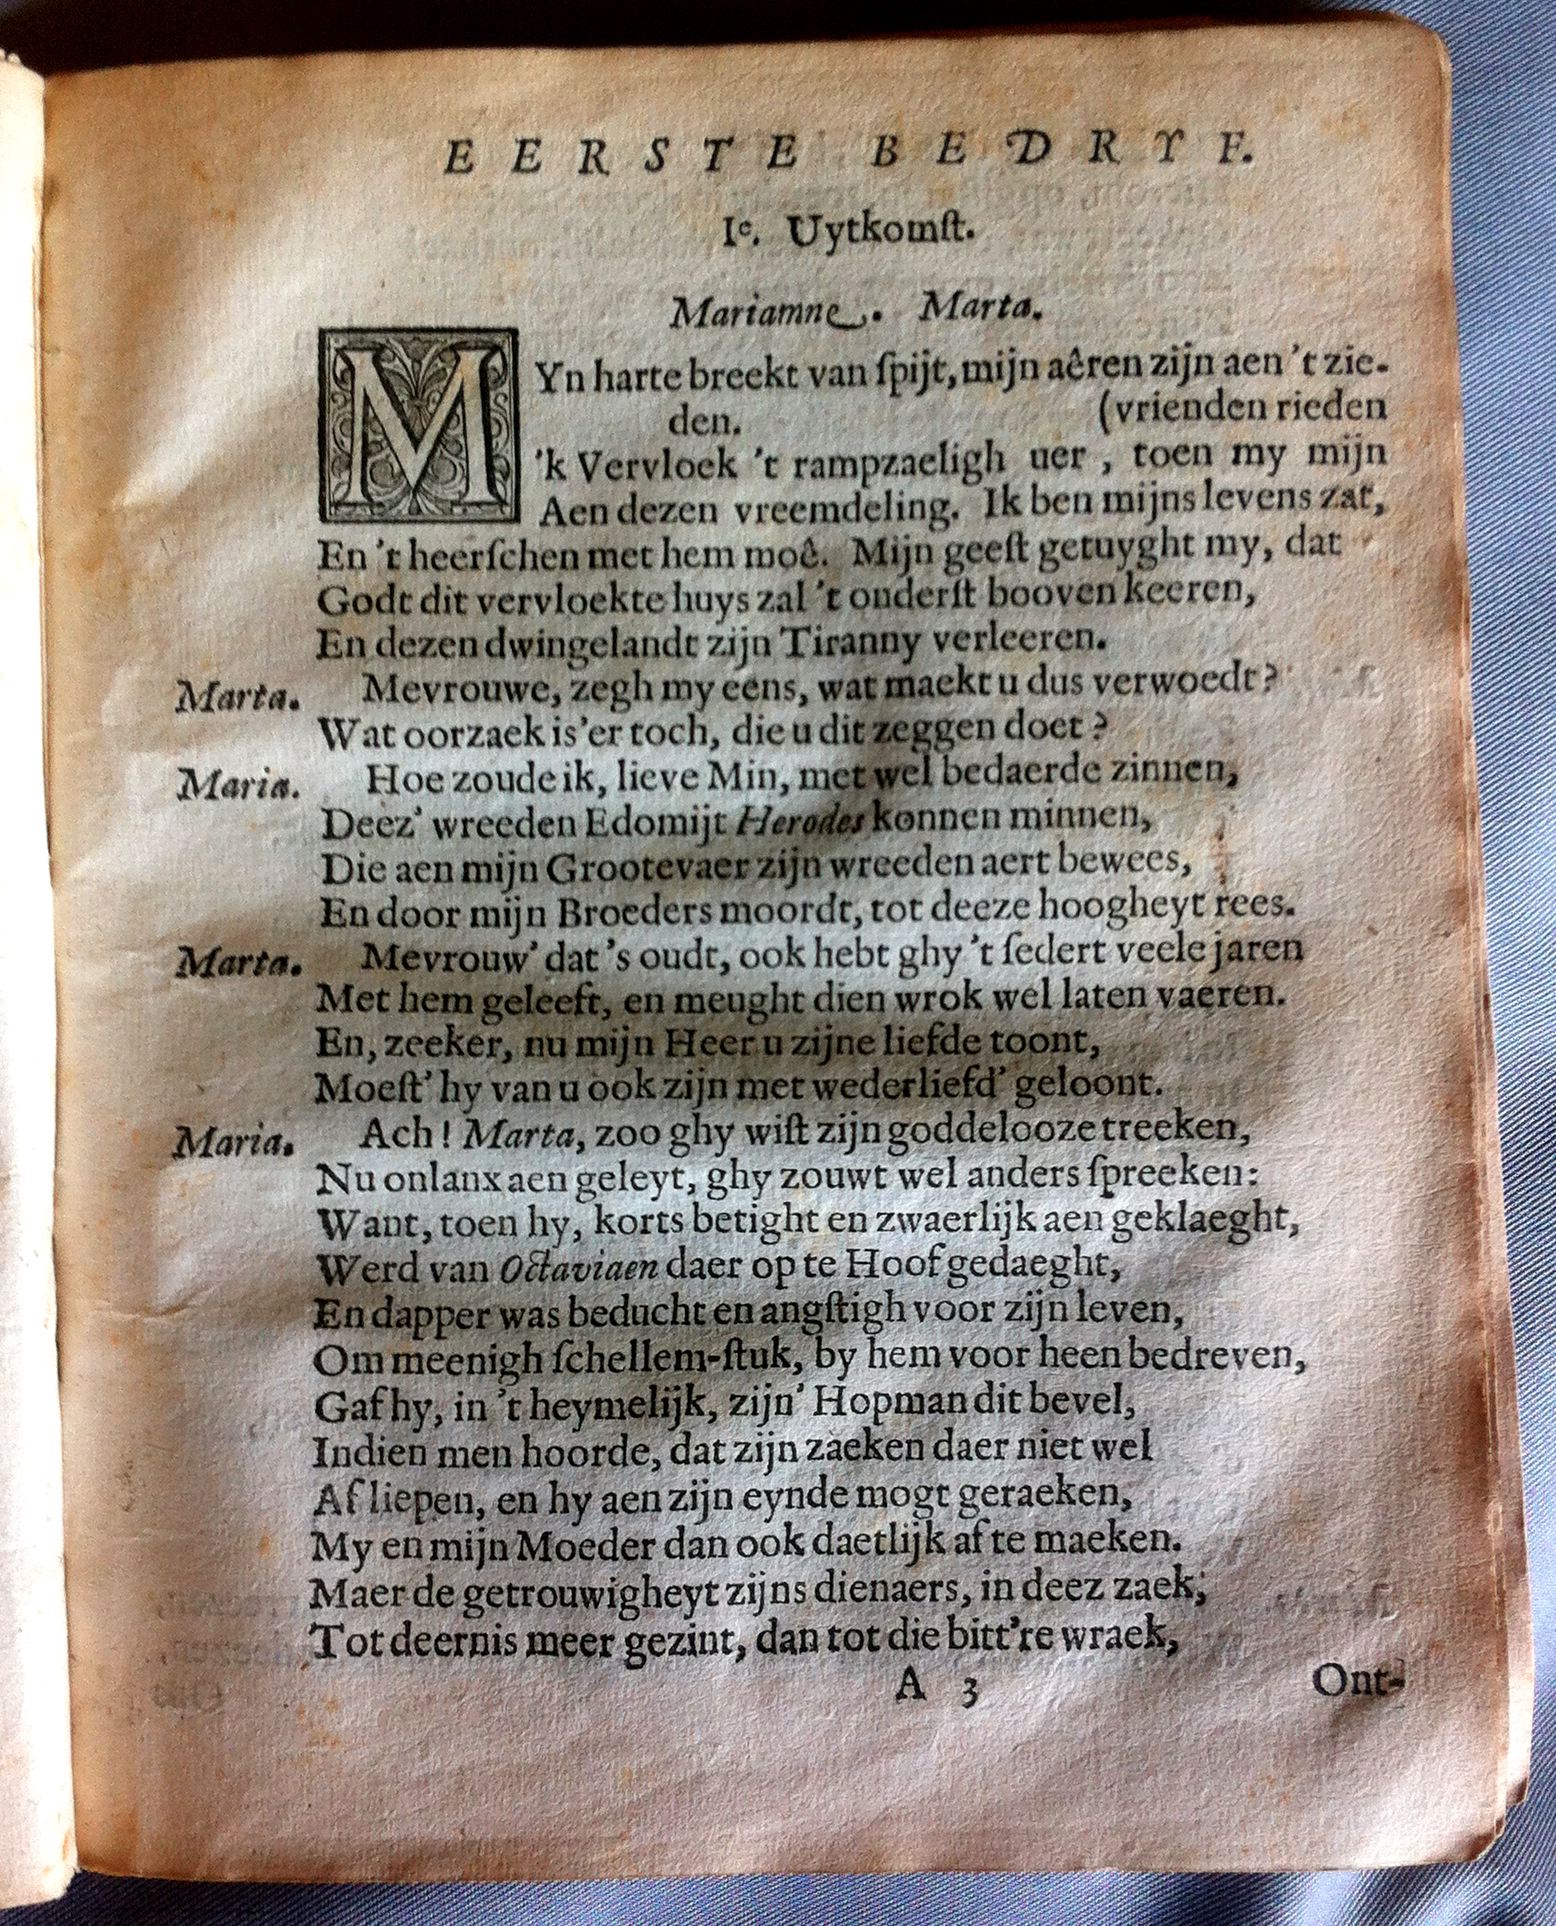 EERSTE BEDRYF.
Iᵉ. Uytkomſt.
Mariamne. Marta.
MYn harte breekt van ſpijt, mijn aêren zijn aen 't zie-
den. (vrienden rieden
'k Vervloek 't rampzaeligh uer, toen my mijn
Aen dezen vreemdeling. Ik ben mijns levens zat,
En 't heerſchen met hem moê. Mijn geeſt getuyght my, dat
Godt dit vervloekte huys zal 't onderſt booven keeren,
En dezen dwingelandt zijn Tiranny verleeren.
Marta. Mevrouwe, zegh my eens, wat maekt u dus verwoedt?
Wat oorzaek is'er toch, die u dit zeggen doet?
Maria. Hoe zoude ik, lieve Min, met wel bedaerde zinnen,
Deez' wreeden Edomijt Herodes konnen minnen,
Die aen mijn Grootevaer zijn wreeden aert bewees,
En door mijn Broeders moordt, tot deeze hoogheyt rees.
Marta. Mevrouw' dat 's oudt, ook hebt ghy 't ſedert veele jaren
Met hem geleeft, en meught dien wrok wel laten vaeren.
En, zeeker, nu mijn Heer u zijne liefde toont,
Moeſt' hy van u ook zijn met wederliefd' geloont.
Maria. Ach! Marta, zoo ghy wiſt zijn goddelooze treeken,
Nu onlanx aen geleyt, ghy zouwt wel anders ſpreeken:
Want, toen hy, korts betight en zwaerlijk aen geklaeght,
Werd van Octaviaen daer op te Hoof gedaeght,
En dapper was beducht en angſtigh voor zijn leven,
Om meenigh ſchellem-ſtuk, by hem voor heen bedreven,
Gaf hy, in 't heymelijk, zijn' Hopman dit bevel,
Indien men hoorde, dat zijn zaeken daer niet wel
Af liepen, en hy aen zijn eynde mogt geraeken,
My en mijn Moeder dan ook daetlijk af te maeken.
Maer de getrouwigheyt zijns dienaers, in deez zaek,
Tot deernis meer gezint, dan tot die bitt're wraek,
A 3 Ont-